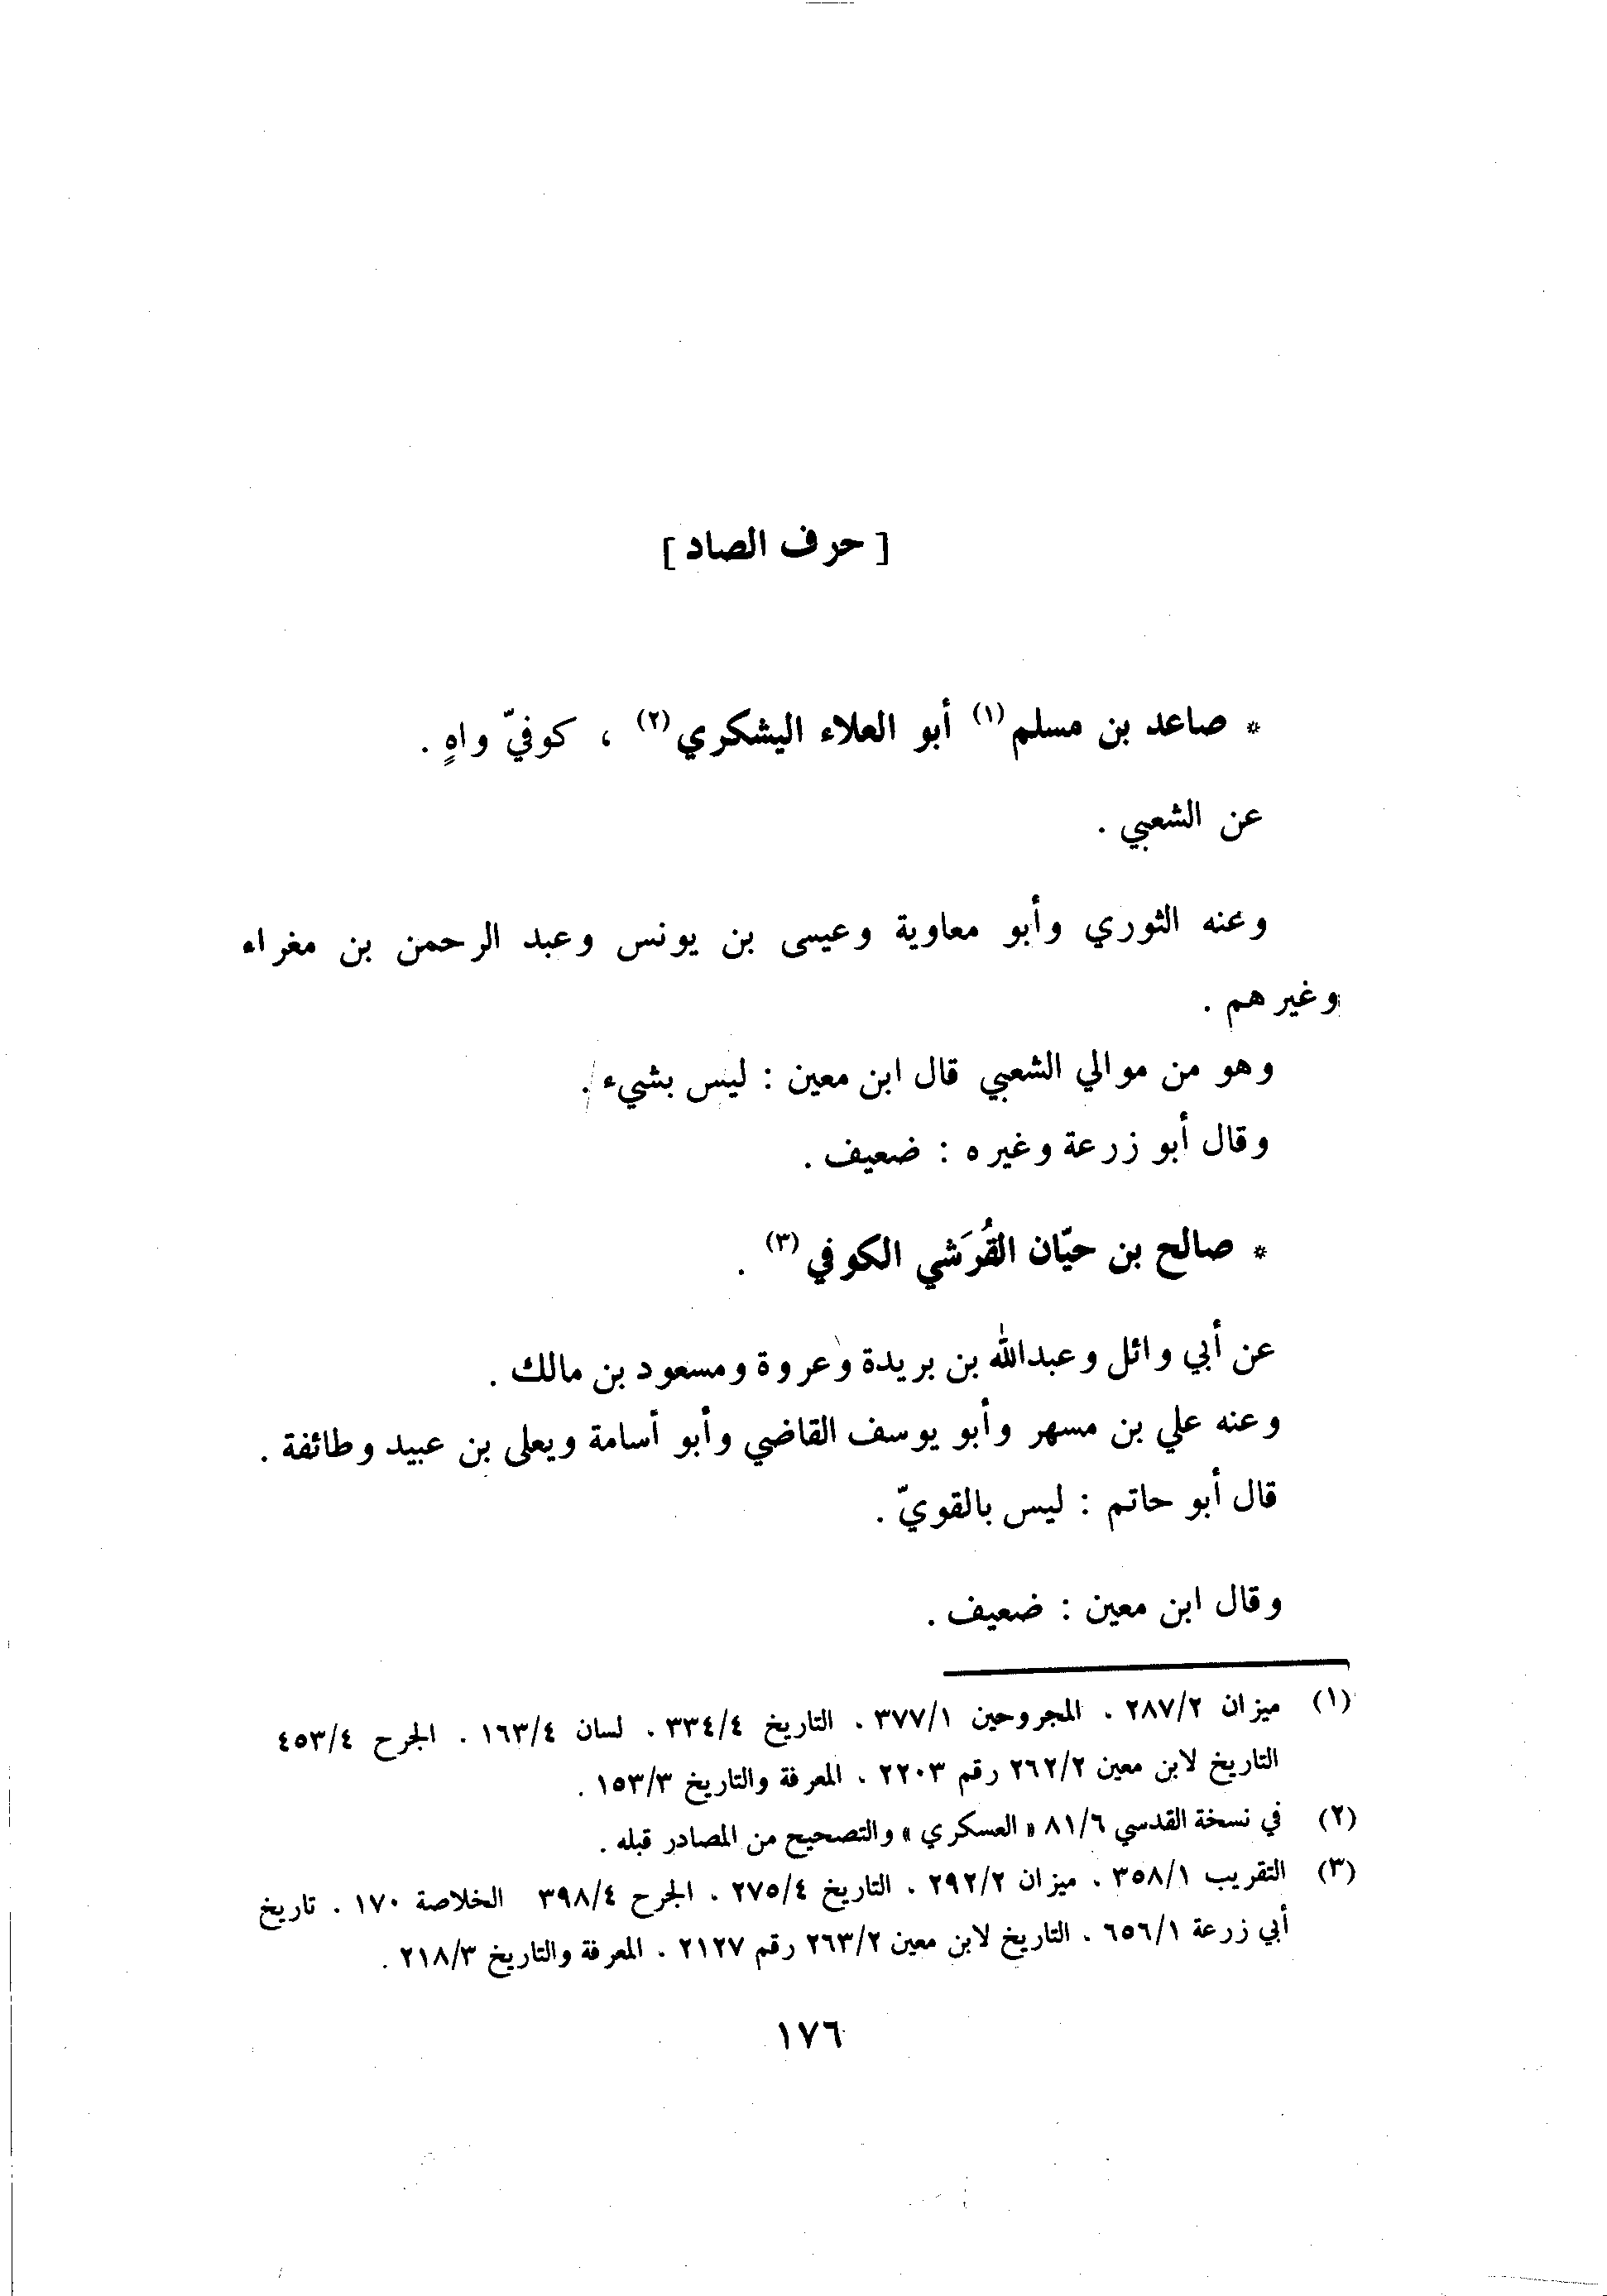 [ حرف الصاد ]
* صاعد بن مسلم (١) أبو العلاء اليشكري (٢) ، كوفيّ واهٍ .
عن الشعبي .
وعنه الثوري وأبو معاوية وعيسى بن يونس وعبد الرحمن بن مغراء
وغيرهم .
وهو من موالي الشعبي قال ابن معين : ليس بشيء .
وقال أبو زرعة وغيره : ضعيف .
* صالح بن حيّان القُرَشي الكوفي (٣) .
عن أبي وائل وعبدالله بن بريدة وعروة ومسعود بن مالك .
وعنه علي بن مسهر وأبو يوسف القاضي وأبو أسامة ويعلى بن عبيد وطائفة .
قال أبو حاتم : ليس بالقويّ .
وقال ابن معين : ضعيف .
(١) ميزان ٢٨٧/٢ . المجروحين ٣٧٧/١ . التاريخ ٣٣٤/٤ . لسان ١٦٣/٤ . الجرح ٤٥٣/٤
التاريخ لابن معين ٢٦٢/٢ رقم ٢٢٠٣ . المعرفة والتاريخ ١٥٣/٣ .
(٢) في نسخة القدسي ٨١/٦ « العسكري » والتصحيح من المصادر قبله .
(٣) التقريب ٣٥٨/١ . ميزان ٢٩٢/٢ . التاريخ ٢٧٥/٤ . الجرح ٣٩٨/٤ الخلاصة ١٧٠ . تاريخ
أبي زرعة ٦٥٦/١ . التاريخ لابن معين ٢٦٣/٢ رقم ٢١٢٧ . المعرفة والتاريخ ٢١٨/٣ .
١٧٦